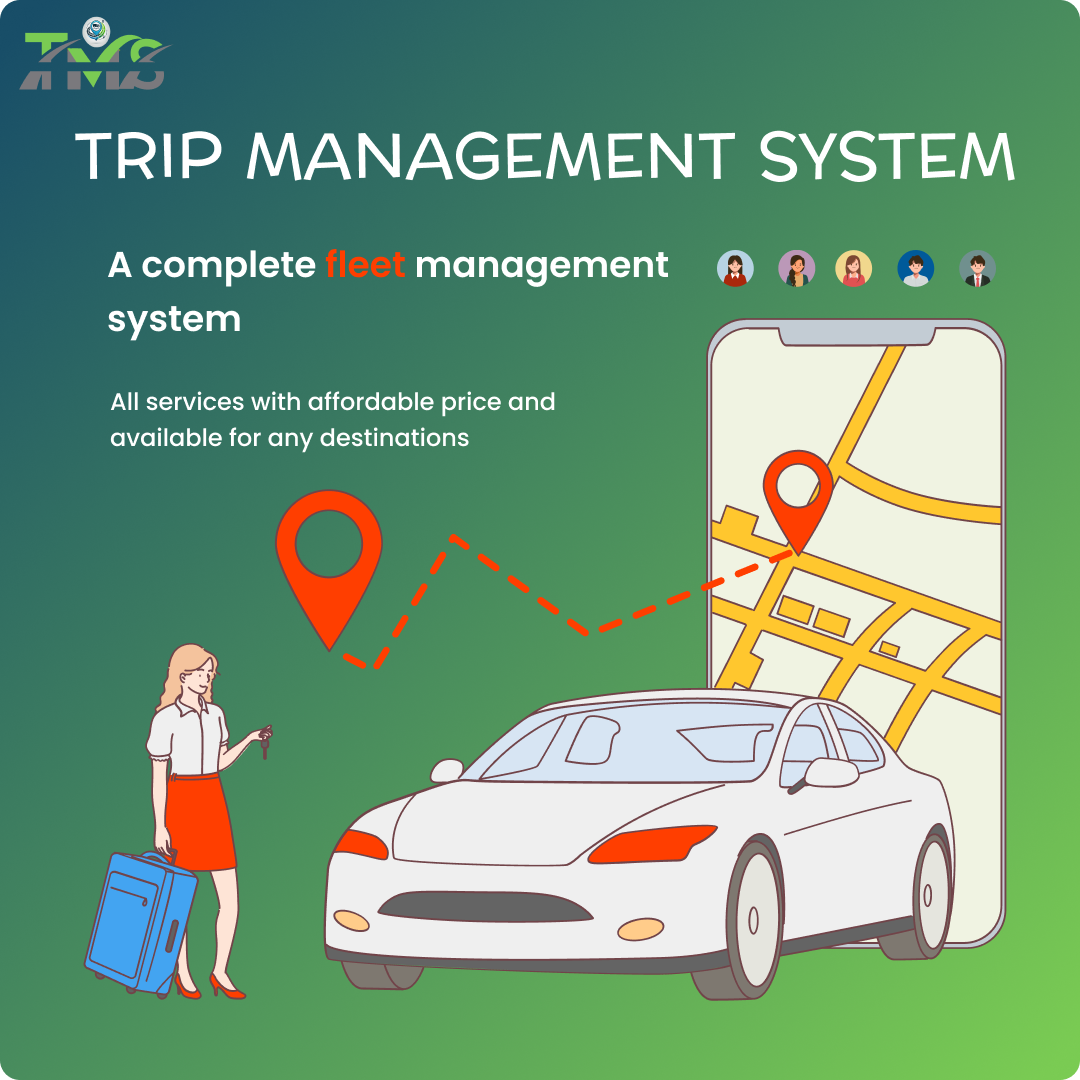 TMS
TRIP MANAGEMENT SYSTEM
A complete fleet management
system
All services with affordable price and
available for any destinations